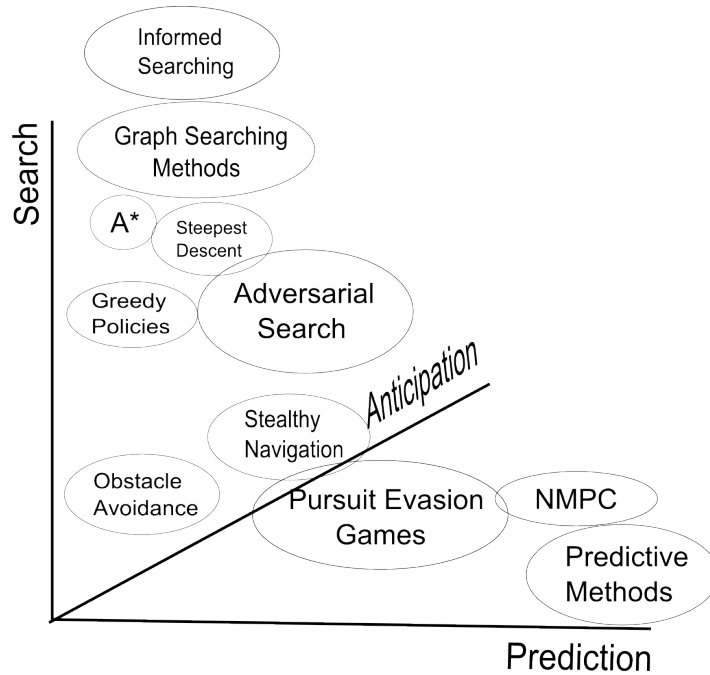 Informed
Searching
Search
Graph Searching
Methods
A*
Steepest
Descent
Greedy
Policies
Adversarial
Search
Anticipation
Stealthy
Navigation
Obstacle
Avoidance
Pursuit Evasion
Games
NMPC
Predictive
Methods
Prediction